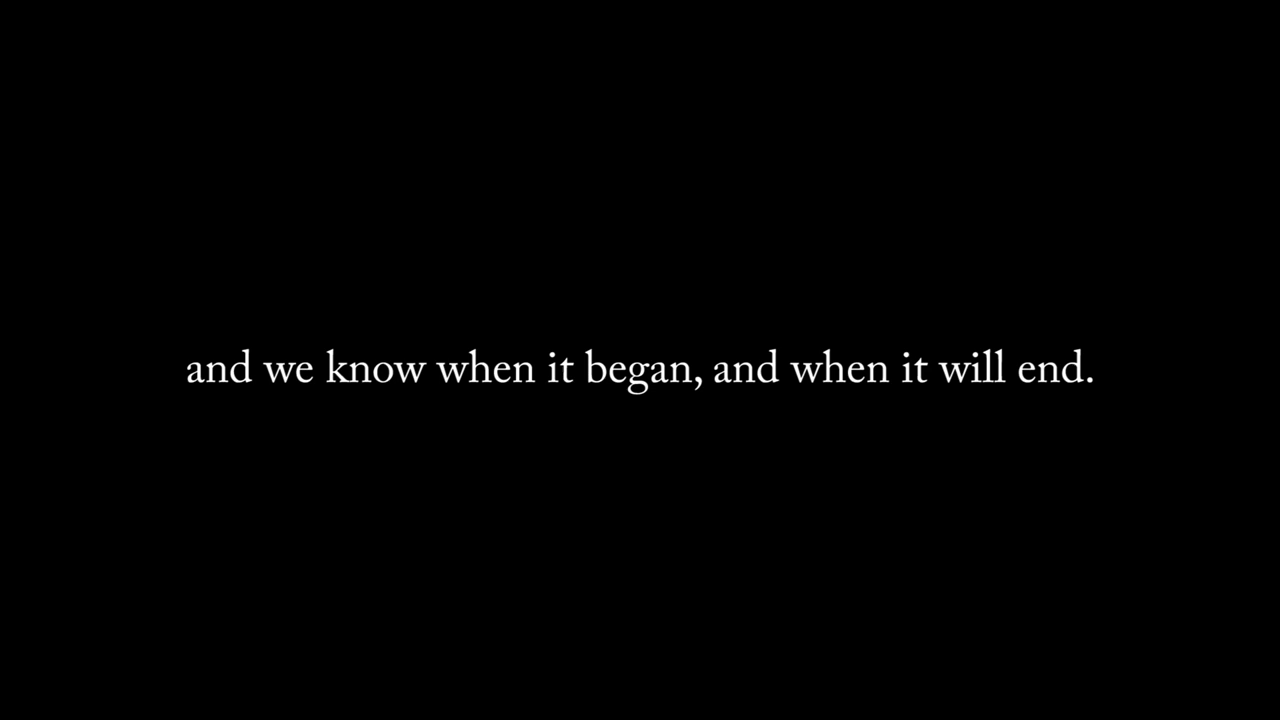 and we know when it began, and when it will end.